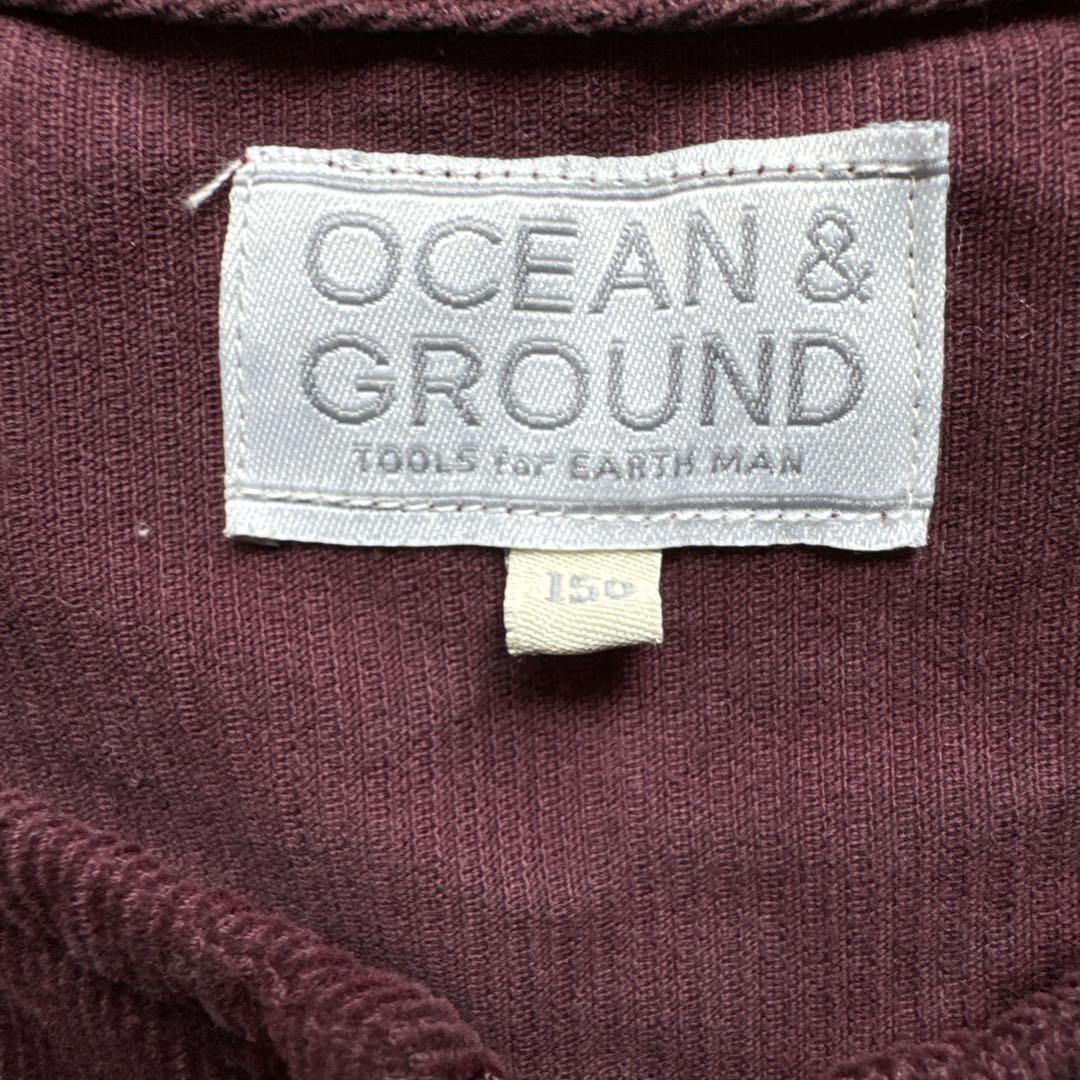 OCEAN &
GROUND
TOOLS for EARTH MAN
150